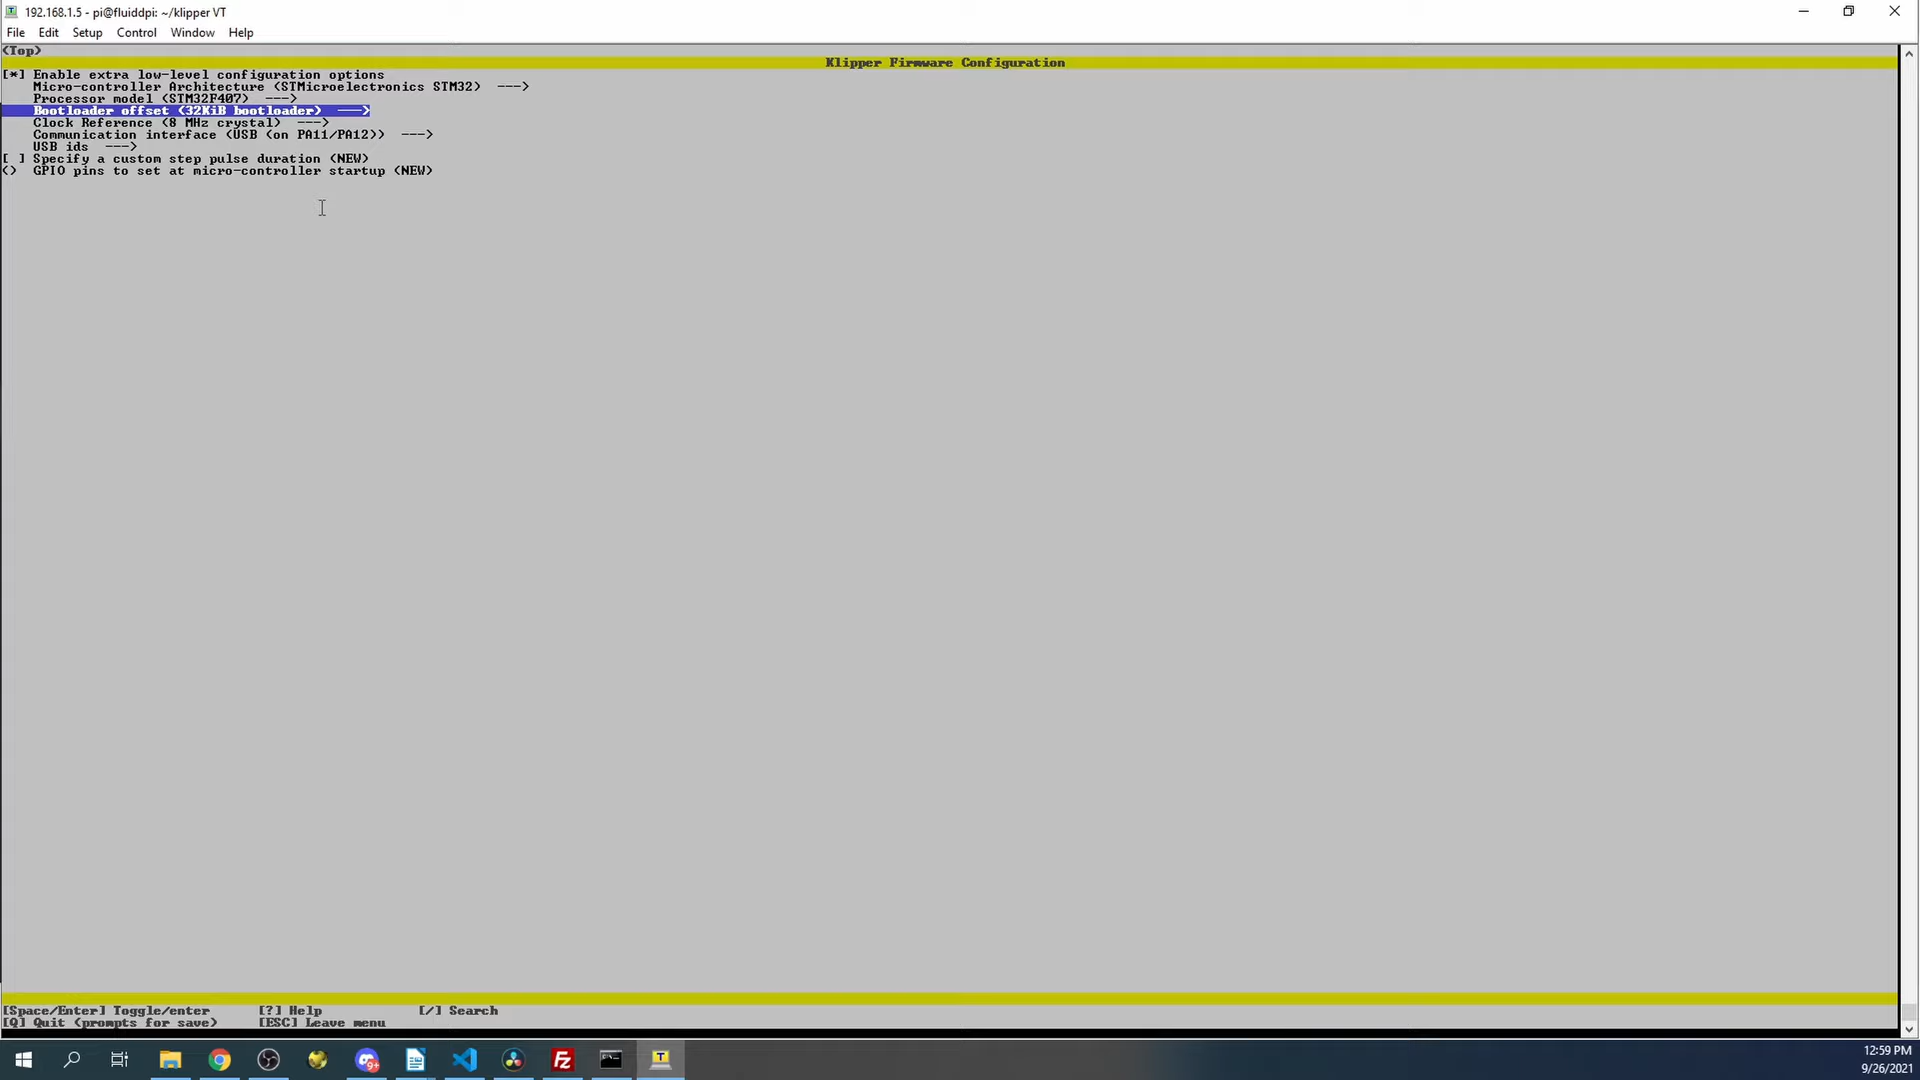 192.168.1.5 - pi@fluiddpi: ~/klipper VT
File Edit Setup Control Window Help
(Top)
Klipper Firmware Configuration
[*] Enable extra low-level configuration options
Micro-controller Architecture (STMicroelectronics STM32) --->
Processor model (STM32F407) --->
Bootloader offset (32KiB bootloader) --->
Clock Reference (8 MHz crystal) --->
Communication interface (USB (on PA11/PA12)) --->
USB ids --->
[ ] Specify a custom step pulse duration (NEW)
() GPIO pins to set at micro-controller startup (NEW)
[Space/Enter] Toggle/enter [?] Help [/] Search
[Q] Quit (prompts for save) [ESC] Leave menu
9+
Fz
T
12:59 PM
9/26/2021